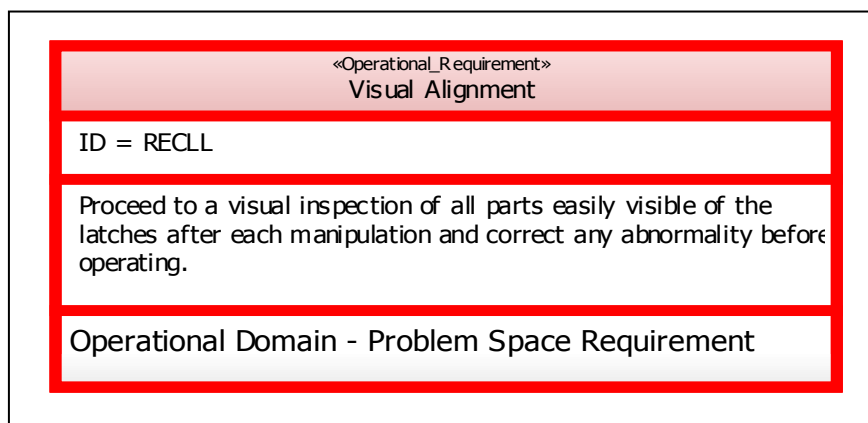 «Operational_Requirement»
Visual Alignment
ID = RECLL
Proceed to a visual inspection of all parts easily visible of the
latches after each manipulation and correct any abnormality before
operating.
Operational Domain - Problem Space Requirement